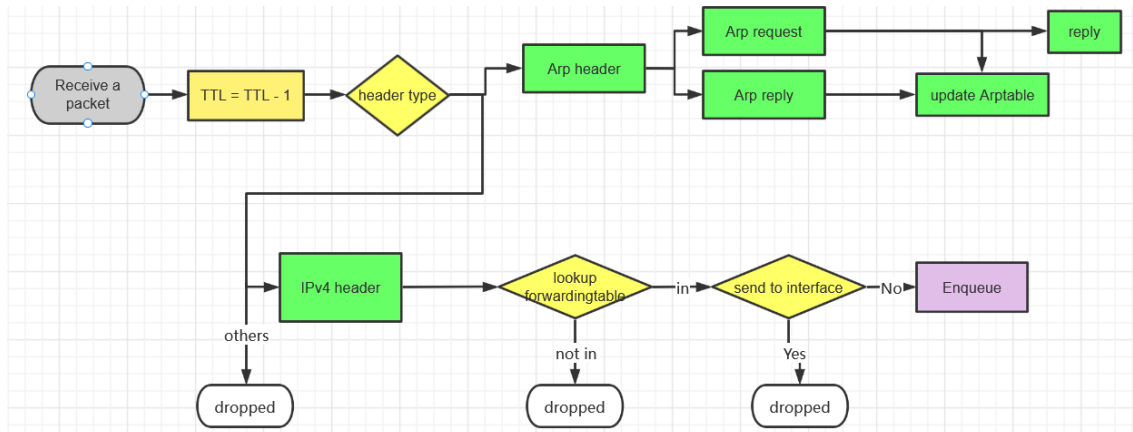 Receive a
packet
TTL = TTL - 1
header type
Arp header
Arp request
reply
Arp reply
update Arptable
IPv4 header
lookup
forwardingtable
in
send to interface
No
Enqueue
others
not in
Yes
dropped
dropped
dropped